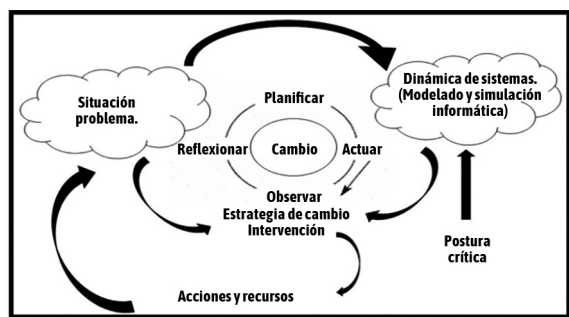 Situación
problema.
Dinámica de sistemas.
(Modelado y simulación
informática)
Planificar
Reflexionar
Cambio
Actuar
Observar
Estrategia de cambio
Intervención
Postura
crítica
Acciones y recursos